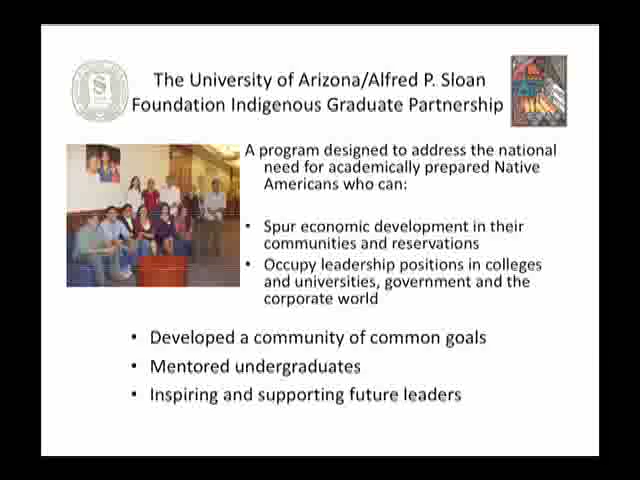 The University of Arizona/Alfred P. Sloan
Foundation Indigenous Graduate Partnership
A program designed to address the national
need for academically prepared Native
Americans who can:
• Spur economic development in their
communities and reservations
• Occupy leadership positions in colleges
and universities, government and the
corporate world
• Developed a community of common goals
• Mentored undergraduates
• Inspiring and supporting future leaders